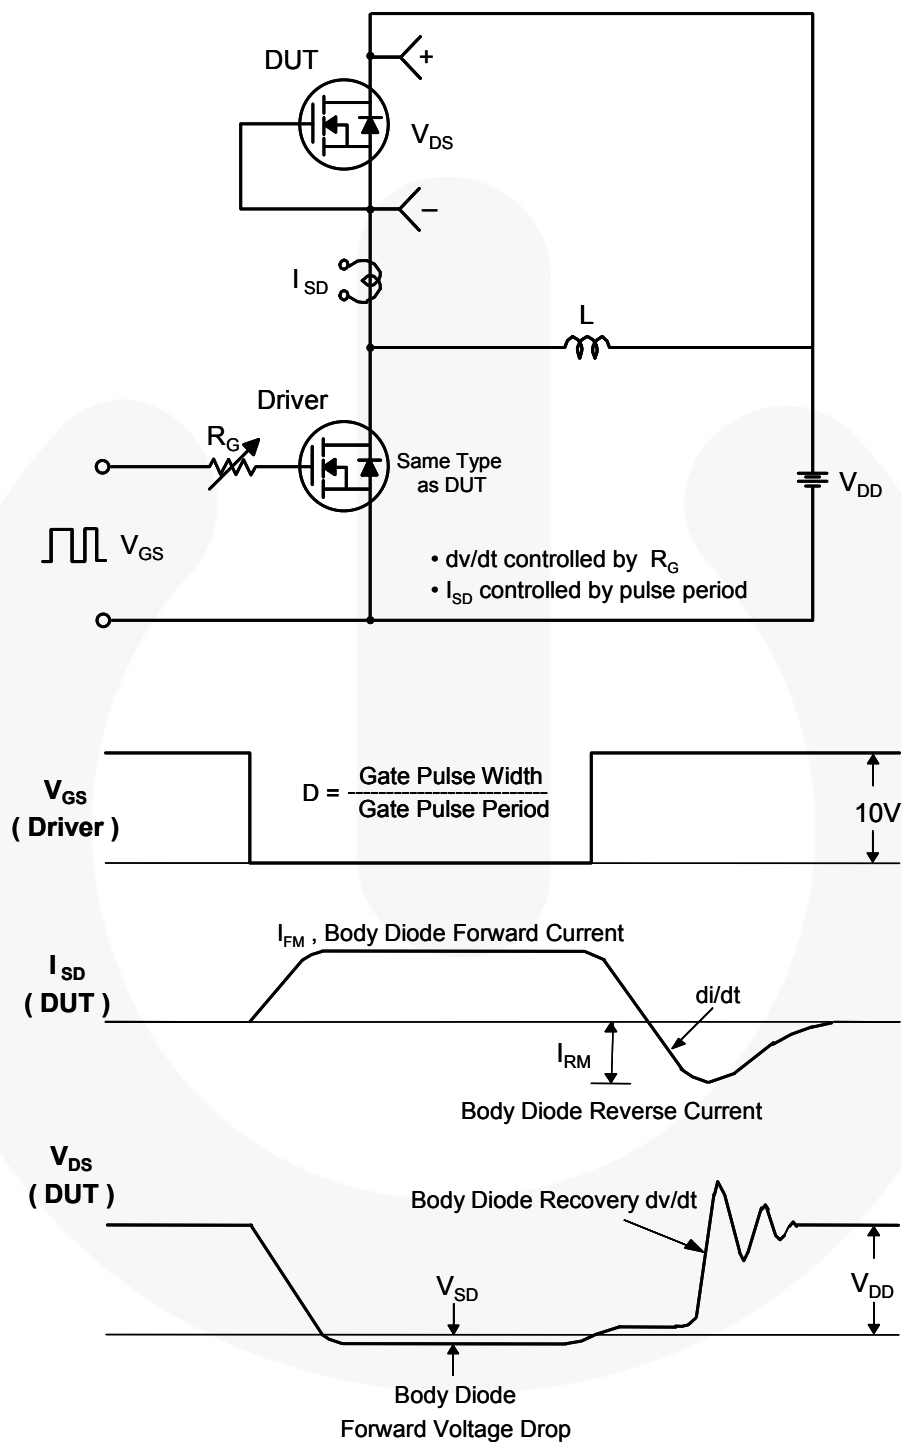 DUT
+
V_DS
–
I_SD
L
Driver
R_G
Same Type
as DUT
V_DD
V_GS
• dv/dt controlled by R_G
• I_SD controlled by pulse period
V_GS
( Driver )
D = Gate Pulse Width
Gate Pulse Period
10V
I_FM , Body Diode Forward Current
I_SD
( DUT )
di/dt
I_RM
Body Diode Reverse Current
V_DS
( DUT )
Body Diode Recovery dv/dt
V_SD
V_DD
Body Diode
Forward Voltage Drop